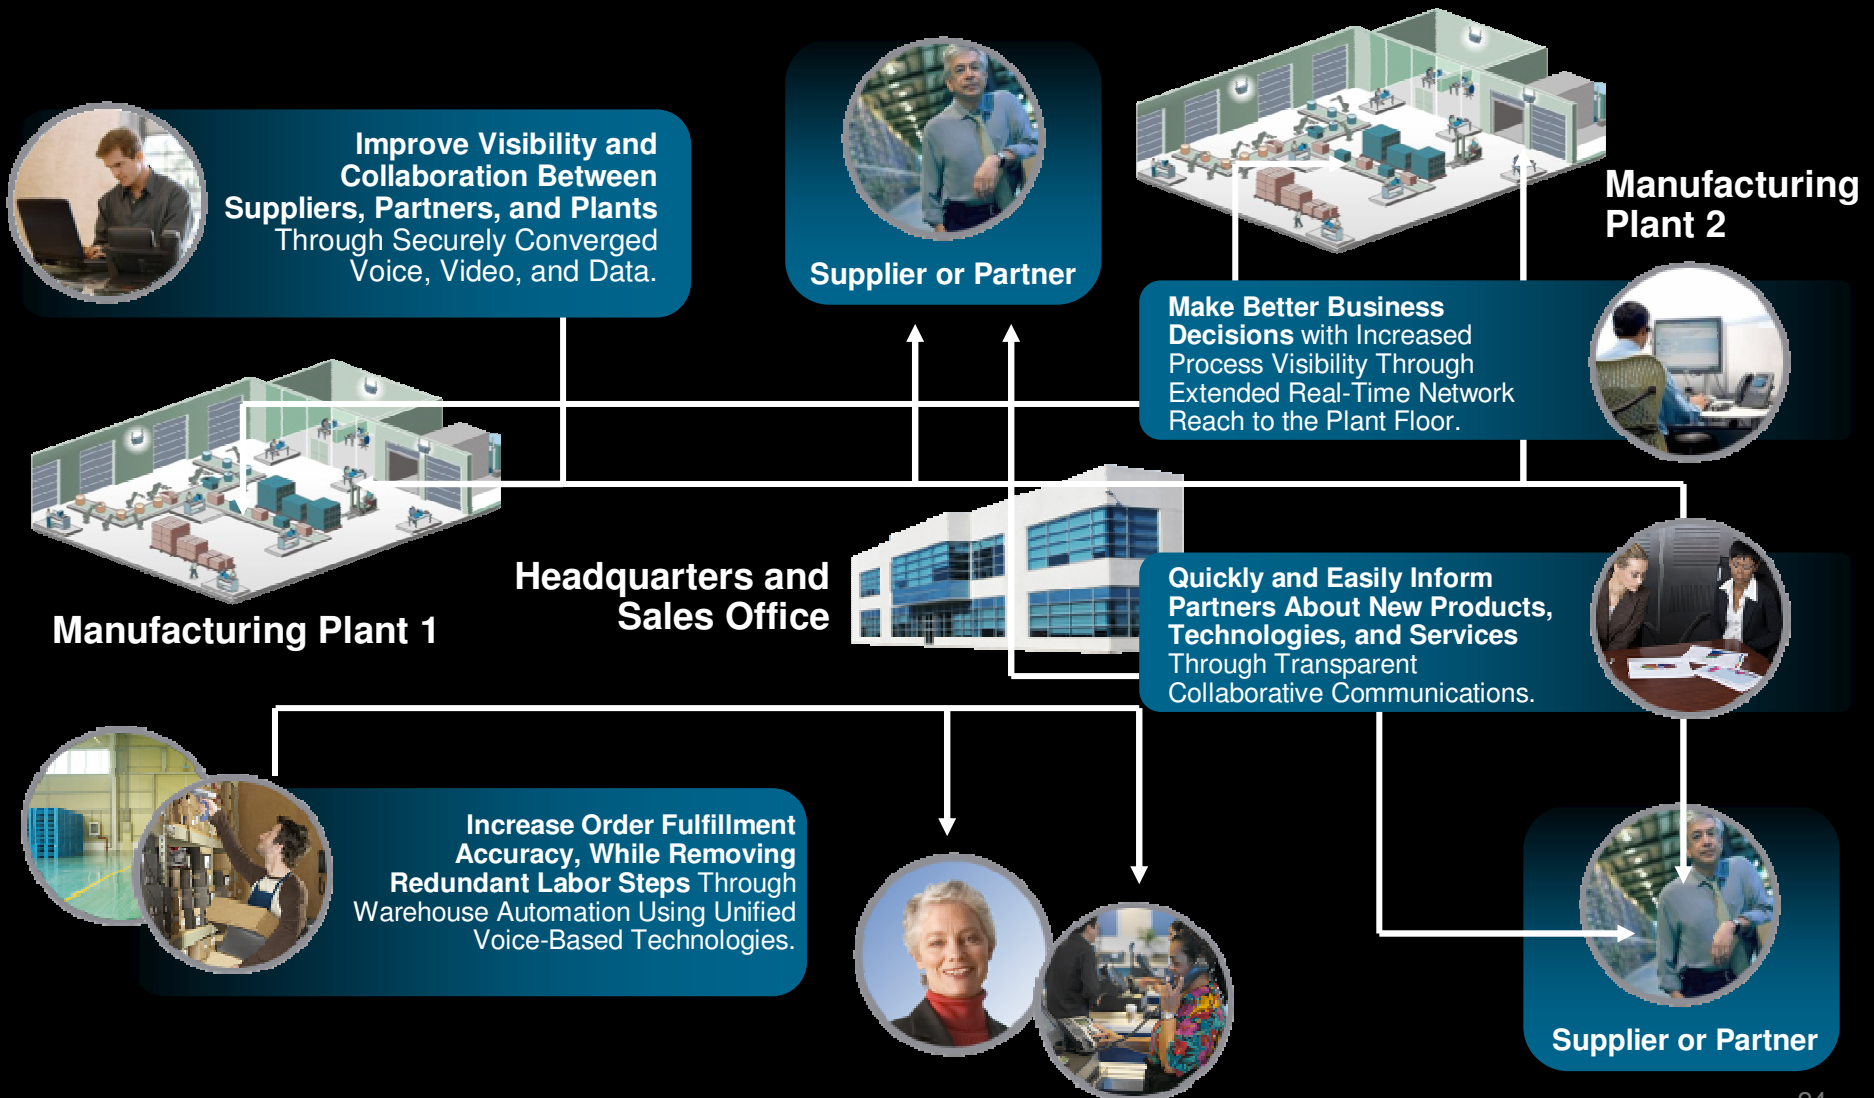 Improve Visibility and
Collaboration Between
Suppliers, Partners, and Plants
Through Securely Converged
Voice, Video, and Data.
Supplier or Partner
Manufacturing
Plant 2
Make Better Business
Decisions with Increased
Process Visibility Through
Extended Real-Time Network
Reach to the Plant Floor.
Manufacturing Plant 1
Headquarters and
Sales Office
Quickly and Easily Inform
Partners About New Products,
Technologies, and Services
Through Transparent
Collaborative Communications.
Increase Order Fulfillment
Accuracy, While Removing
Redundant Labor Steps Through
Warehouse Automation Using Unified
Voice-Based Technologies.
Supplier or Partner